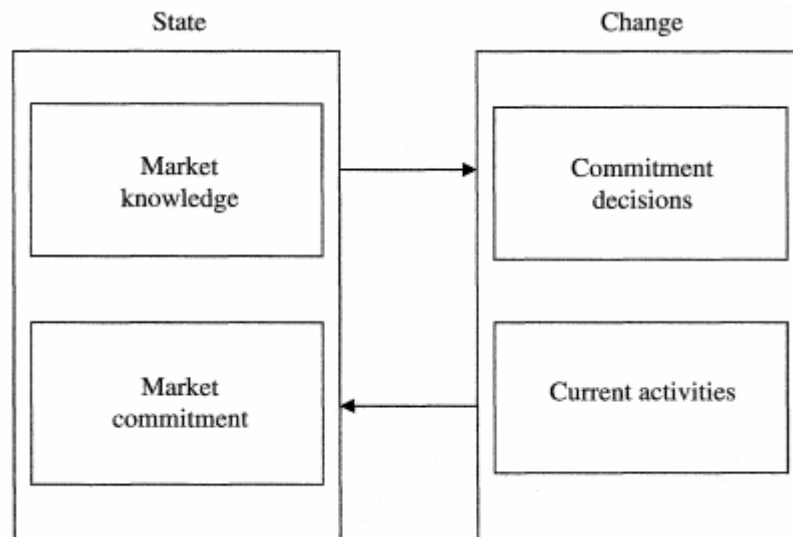 State
Change
Market
knowledge
Commitment
decisions
Market
commitment
Current activities